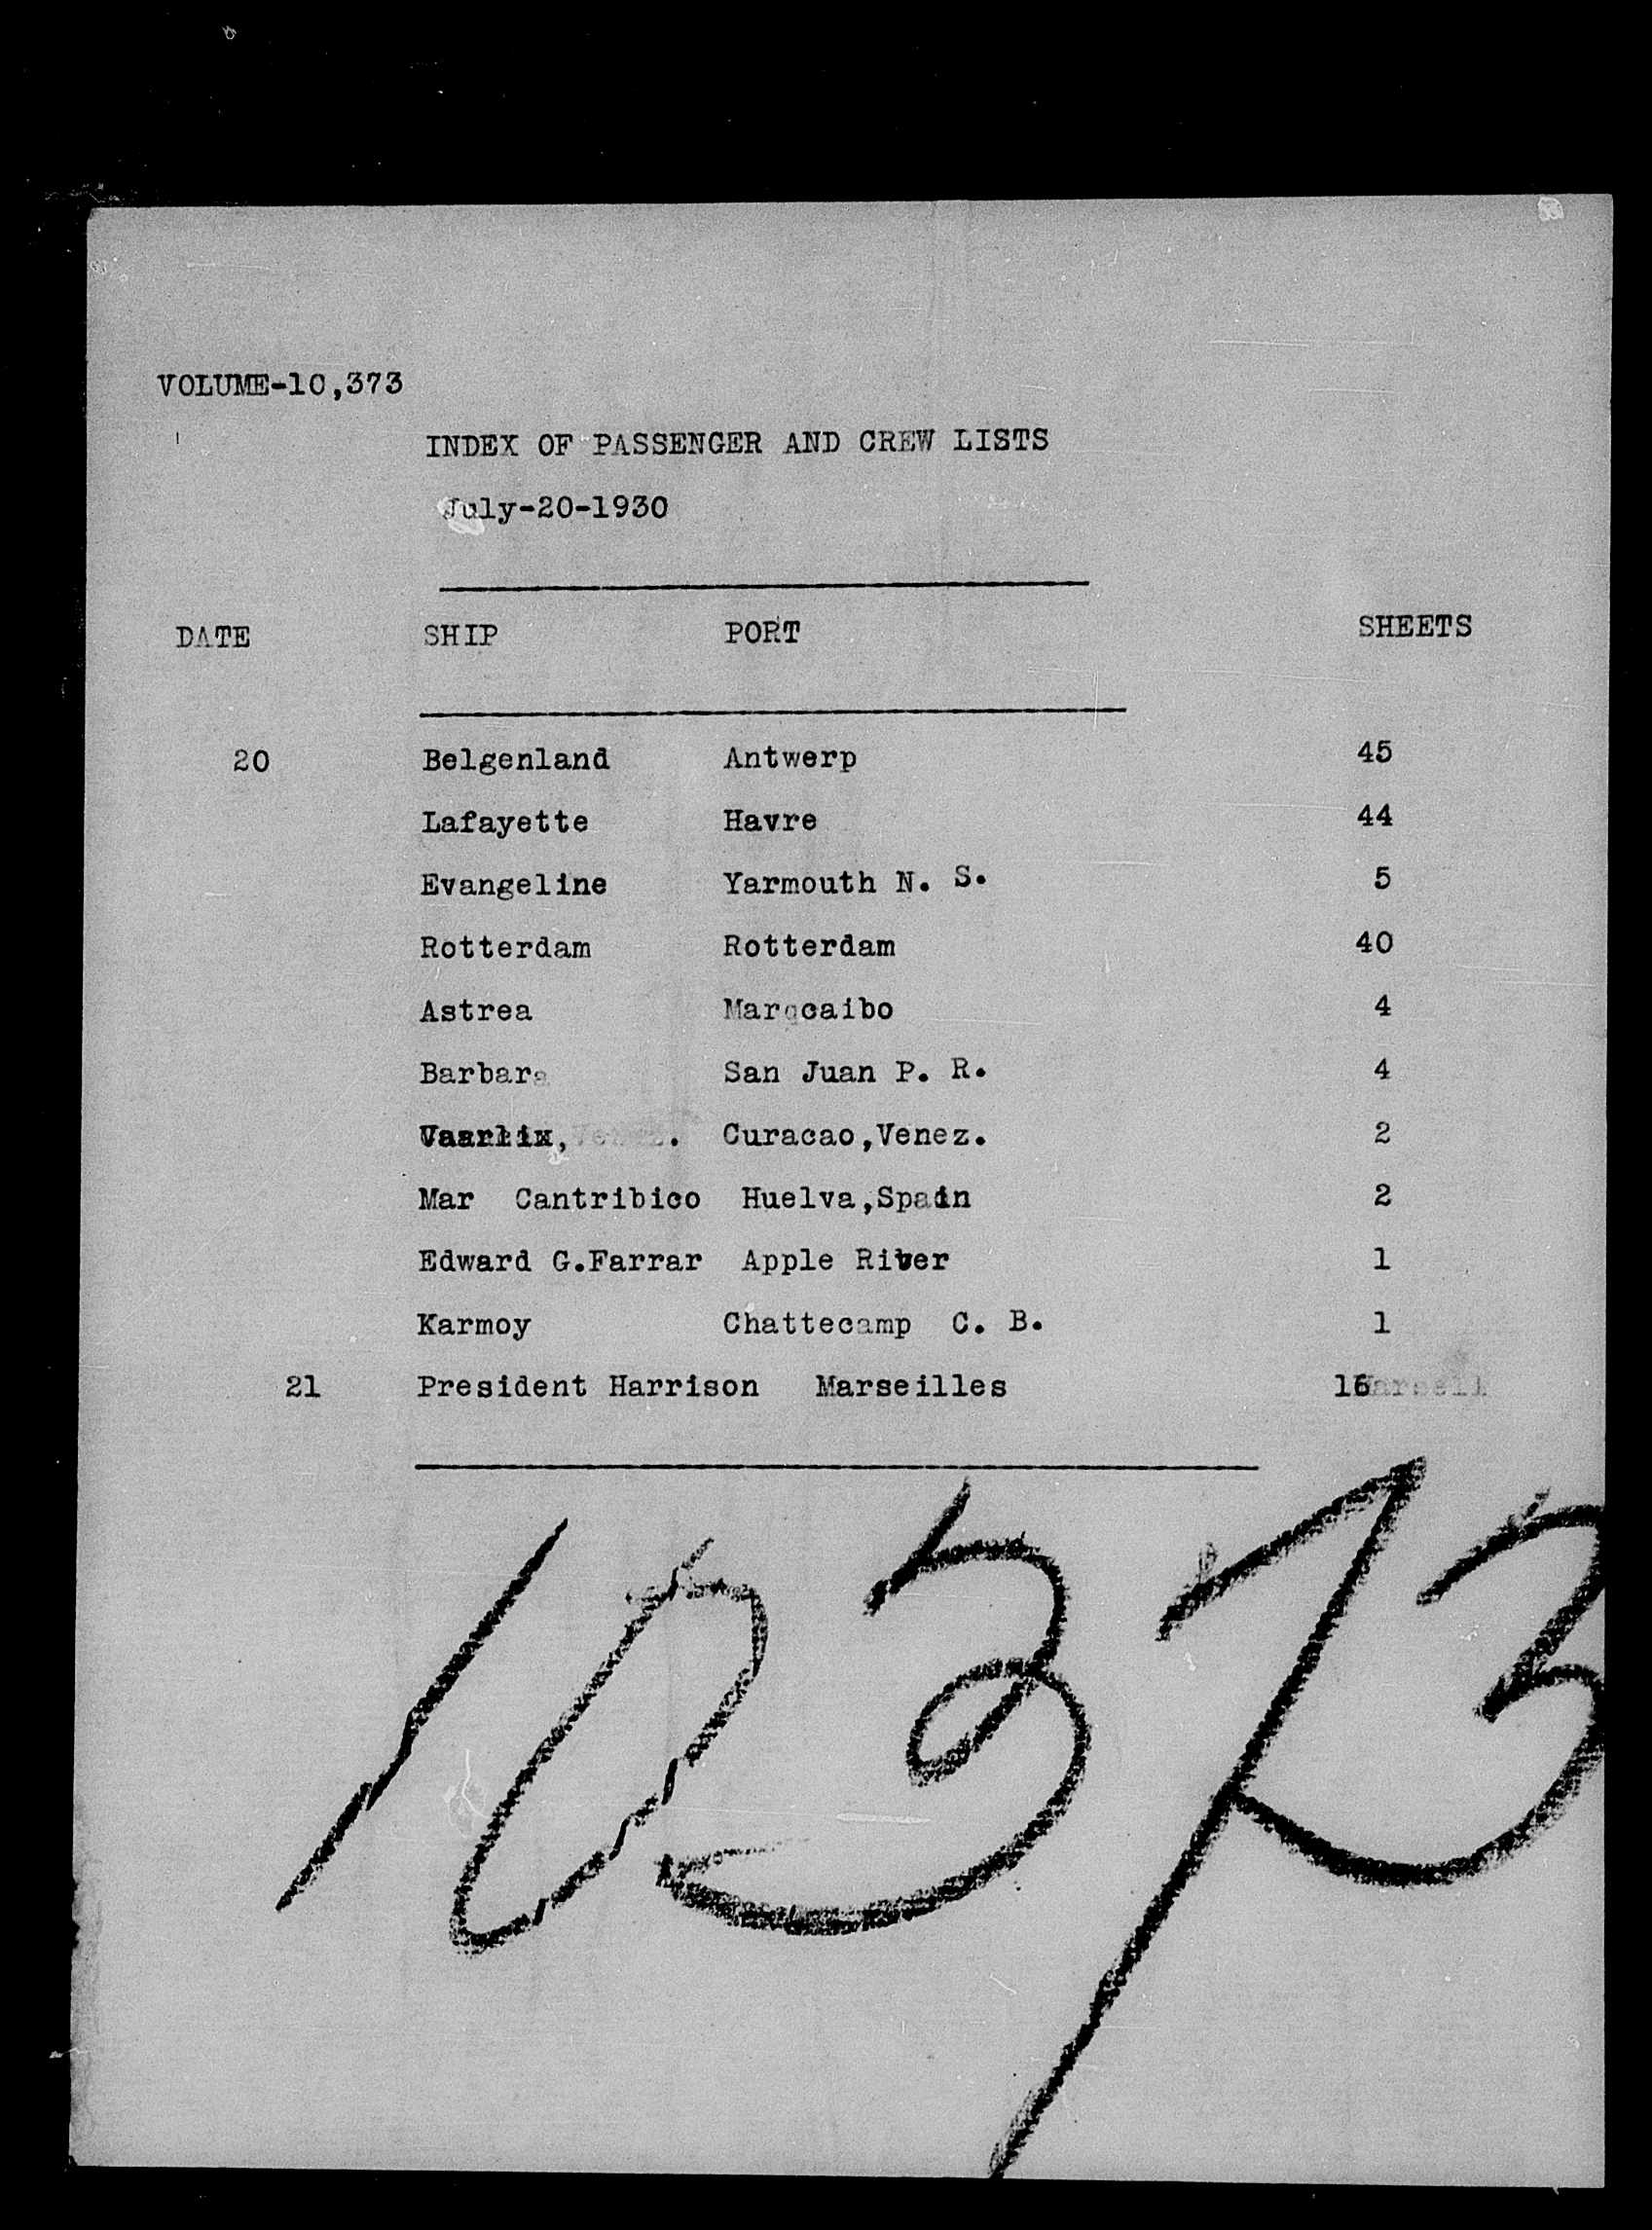 VOLUME-10,373
INDEX OF PASSENGER AND CREW LISTS
July-20-1930
DATE SHIP PORT SHEETS
20 Belgenland Antwerp 45
Lafayette Havre 44
Evangeline Yarmouth N. S. 5
Rotterdam Rotterdam 40
Astrea Maracaibo 4
Barbara San Juan P. R. 4
Curacao,Venez. 2
Mar Cantribico Huelva,Spain 2
Edward G.Farrar Apple River 1
Karmoy Chattecamp C. B. 1
21 President Harrison Marseilles 16
10373